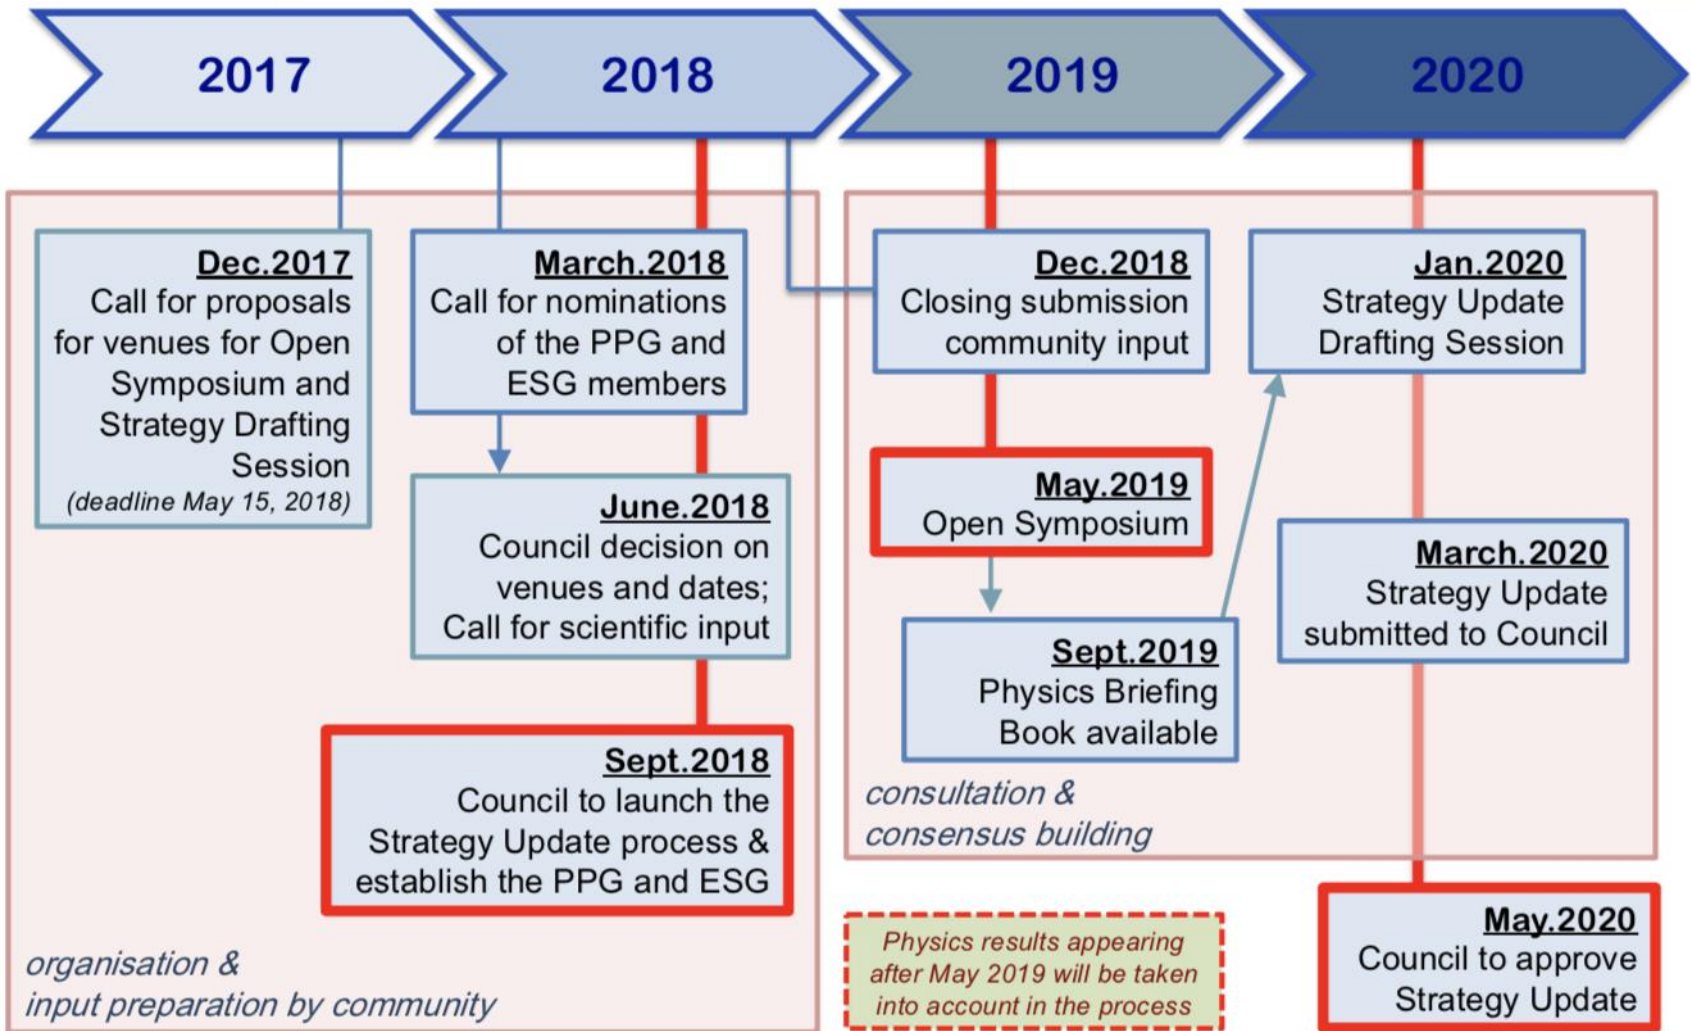 2017
2018
2019
2020
Dec.2017
Call for proposals
for venues for Open
Symposium and
Strategy Drafting
Session
(deadline May 15, 2018)
March.2018
Call for nominations
of the PPG and
ESG members
June.2018
Council decision on
venues and dates;
Call for scientific input
Sept.2018
Council to launch the
Strategy Update process &
establish the PPG and ESG
organisation &
input preparation by community
Dec.2018
Closing submission
community input
May.2019
Open Symposium
Sept.2019
Physics Briefing
Book available
Jan.2020
Strategy Update
Drafting Session
March.2020
Strategy Update
submitted to Council
consultation &
consensus building
Physics results appearing
after May 2019 will be taken
into account in the process
May.2020
Council to approve
Strategy Update